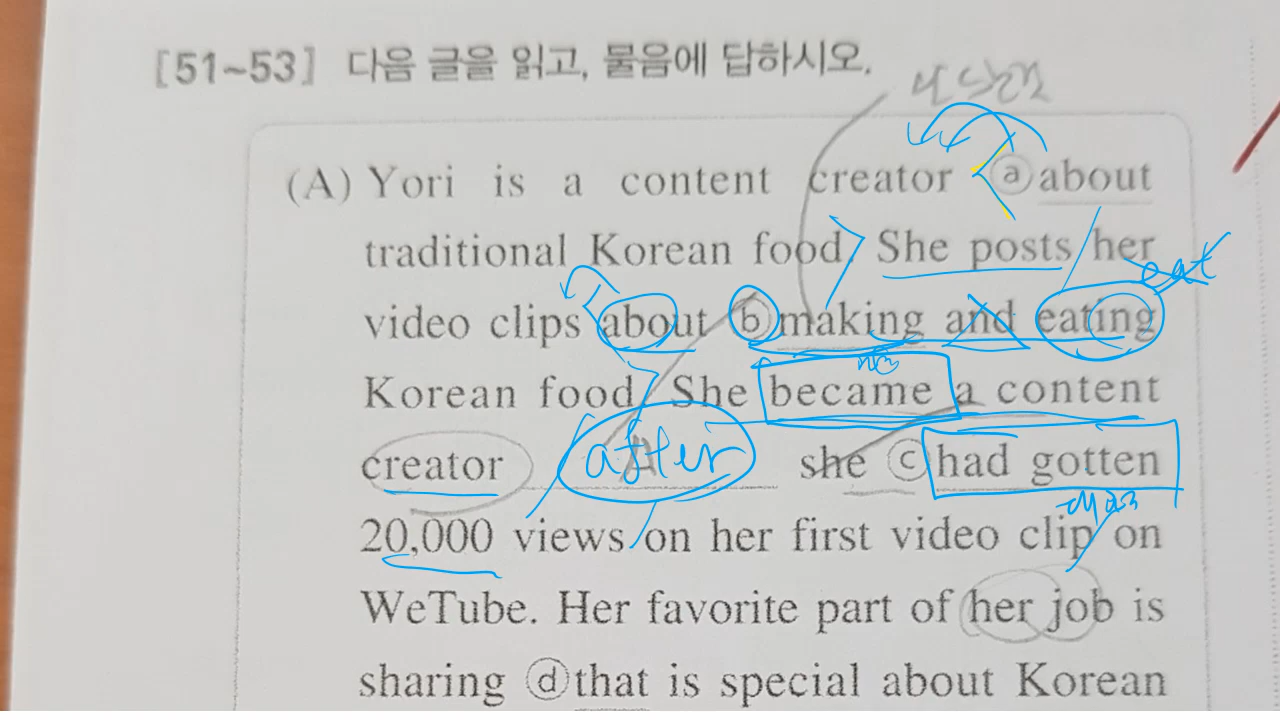 [51~53] 다음 글을 읽고, 물음에 답하시오.
(A) Yori is a content creator ⓐabout
traditional Korean food. She posts her
eat
video clips about ⓑmaking and eating
Korean food. She became a content
creator after she ⓒhad gotten
20,000 views on her first video clip on
WeTube. Her favorite part of her job is
sharing ⓓthat is special about Korean